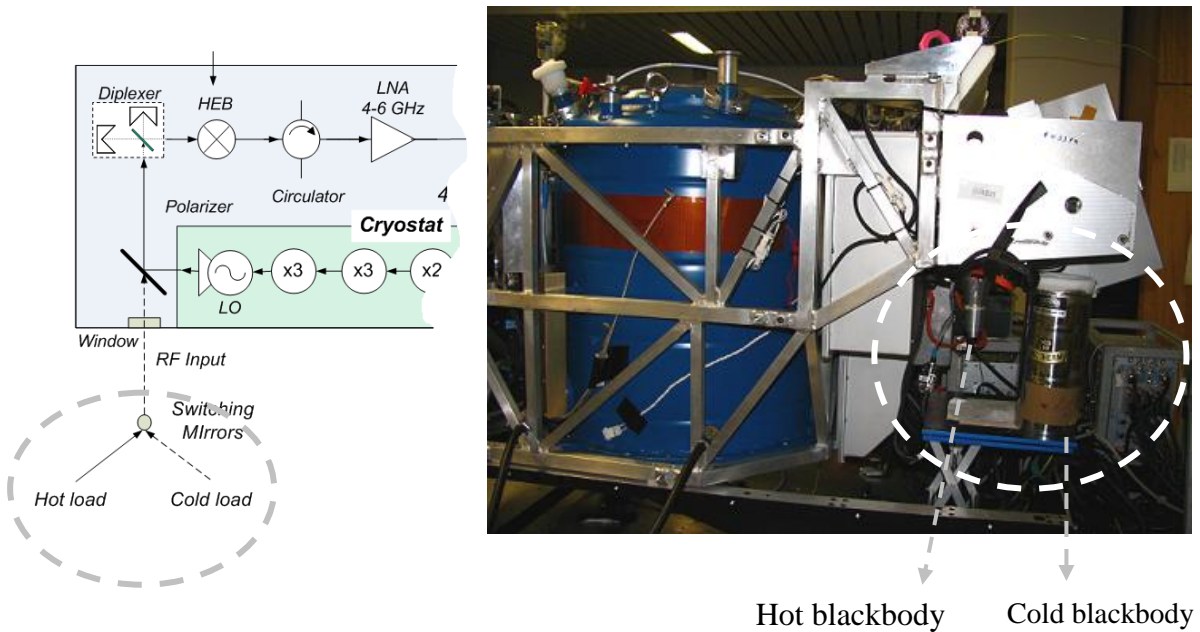 Diplexer
HEB
LNA
4-6 GHz
Circulator
4
Polarizer
Cryostat
x3
x3
x2
LO
Window
RF Input
Switching
MIrrors
Hot load
Cold load
Hot blackbody
Cold blackbody